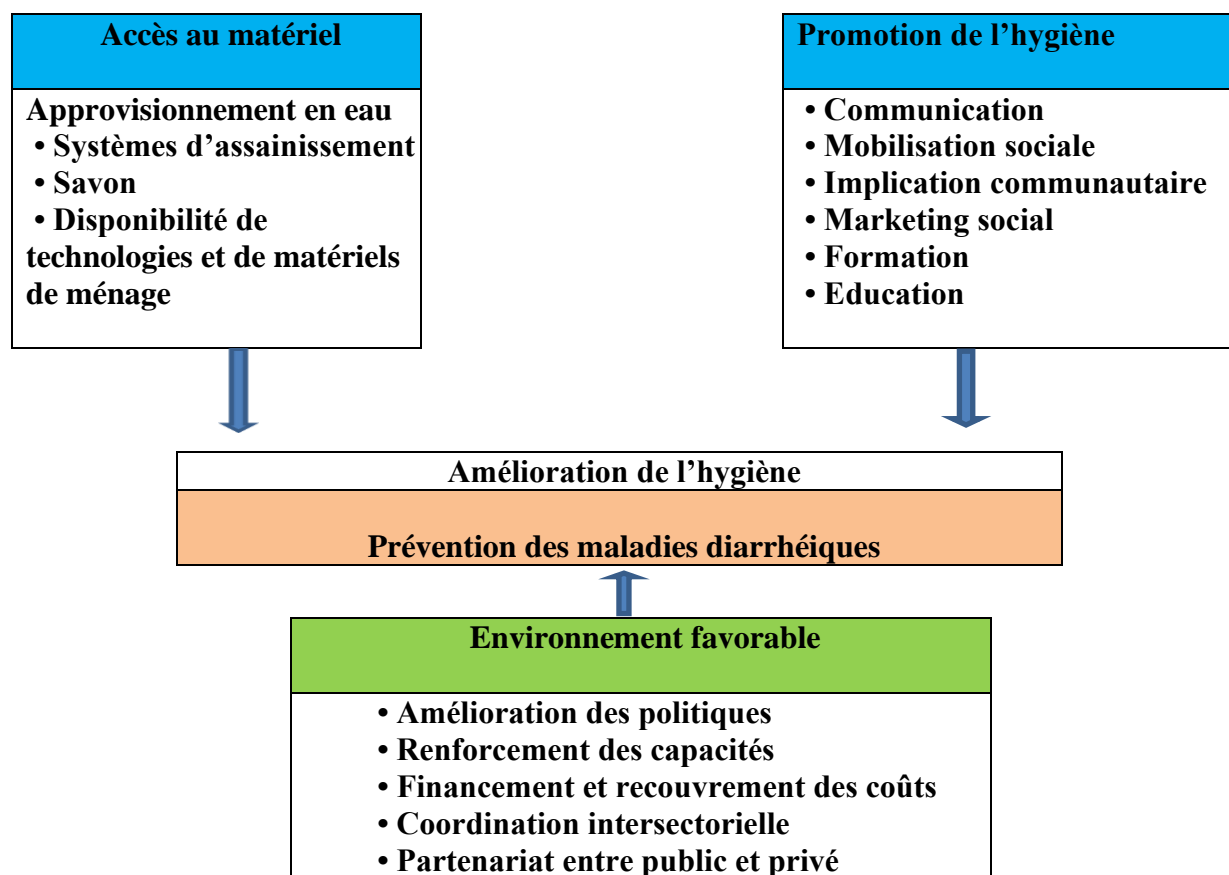 Accès au matériel
Approvisionnement en eau
• Systèmes d’assainissement
• Savon
• Disponibilité de
technologies et de matériels
de ménage
Promotion de l’hygiène
• Communication
• Mobilisation sociale
• Implication communautaire
• Marketing social
• Formation
• Education
Amélioration de l’hygiène
Prévention des maladies diarrhéiques
Environnement favorable
• Amélioration des politiques
• Renforcement des capacités
• Financement et recouvrement des coûts
• Coordination intersectorielle
• Partenariat entre public et privé